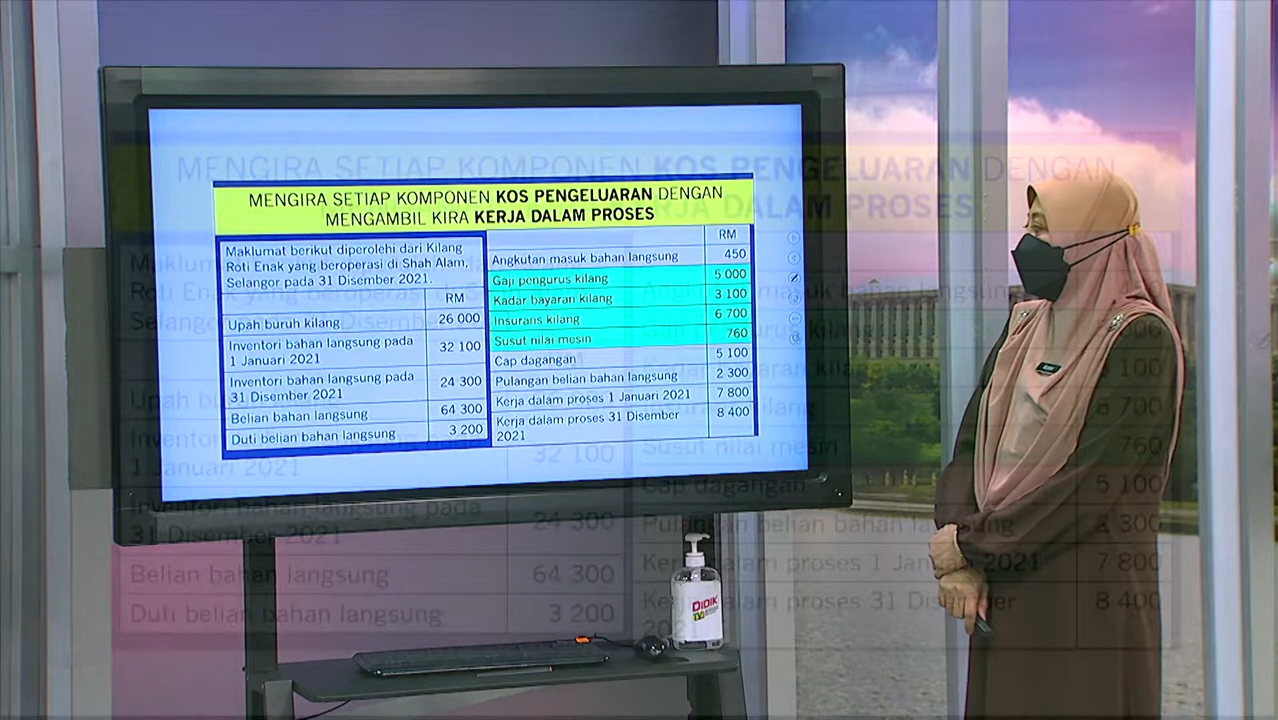 MENGIRA SETIAP KOMPONEN KOS PENGELUARAN DENGAN
MENGAMBIL KIRA KERJA DALAM PROSES
Maklumat berikut diperolehi dari Kilang
Roti Enak yang beroperasi di Shah Alam,
Selangor pada 31 Disember 2021.
RM
Upah buruh kilang 26 000
Inventori bahan langsung pada
1 Januari 2021 32 100
Inventori bahan langsung pada
31 Disember 2021 24 300
Belian bahan langsung 64 300
Duti belian bahan langsung 3 200
RM
Angkutan masuk bahan langsung 450
Gaji pengurus kilang 5 000
Kadar bayaran kilang 3 100
Insurans kilang 6 700
Susut nilai mesin 760
Cap dagangan 5 100
Pulangan belian bahan langsung 2 300
Kerja dalam proses 1 Januari 2021 7 800
Kerja dalam proses 31 Disember
2021 8 400
DIDIK